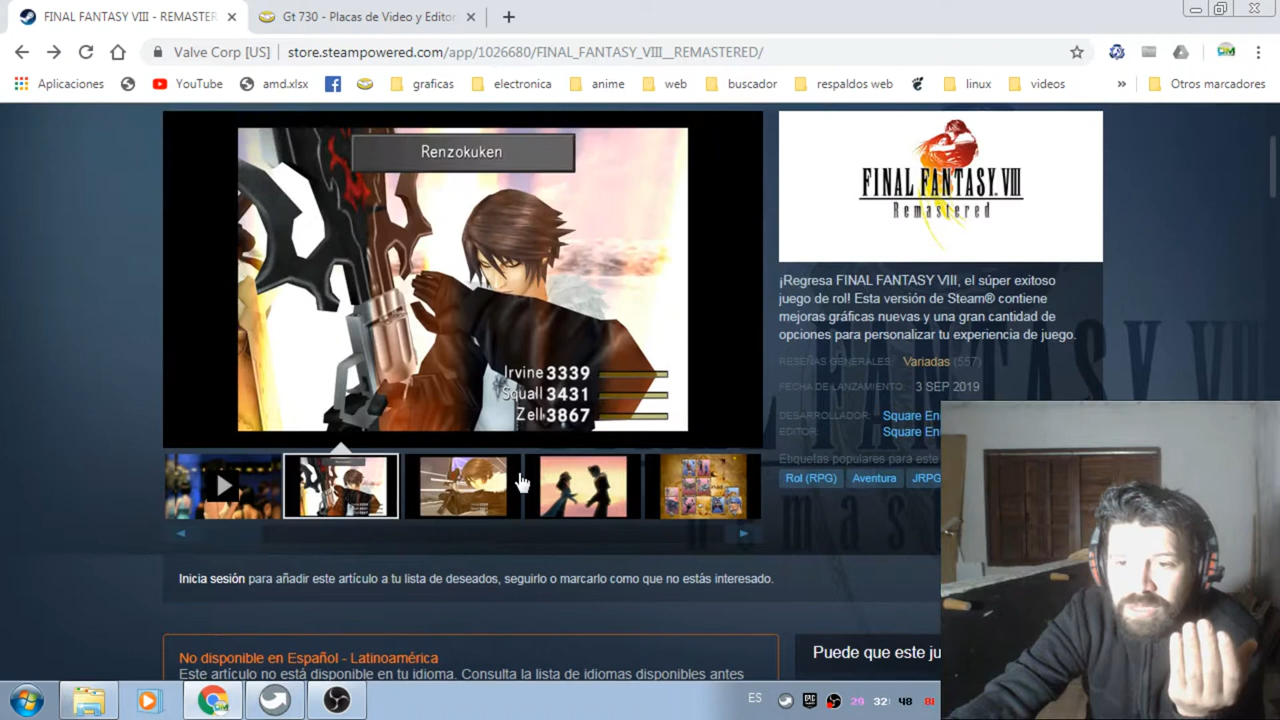 FINAL FANTASY VIII - REMASTER
Gt 730 - Placas de Video y Editor
Valve Corp [US]
store.steampowered.com/app/1026680/FINAL_FANTASY_VIII__REMASTERED/
Aplicaciones
YouTube
amd.xlsx
graficas
electronica
anime
web
buscador
respaldos web
linux
videos
»
Otros marcadores
Renzokuken
Irvine 3339
Squall 3431
Zell 3867
FINAL FANTASY VIII
Remastered
¡Regresa FINAL FANTASY VIII, el súper exitoso
juego de rol! Esta versión de Steam® contiene
mejoras gráficas nuevas y una gran cantidad de
opciones para personalizar tu experiencia de juego.
RESEÑAS GENERALES: Variadas (557)
FECHA DE LANZAMIENTO: 3 SEP 2019
DESARROLLADOR: Square En
EDITOR: Square En
Etiquetas populares para este
Rol (RPG)
Aventura
JRPG
Inicia sesión para añadir este artículo a tu lista de deseados, seguirlo o marcarlo como que no estás interesado.
No disponible en Español - Latinoamérica
Este artículo no está disponible en tu idioma. Consulta la lista de idiomas disponibles antes
Puede que este ju
ES